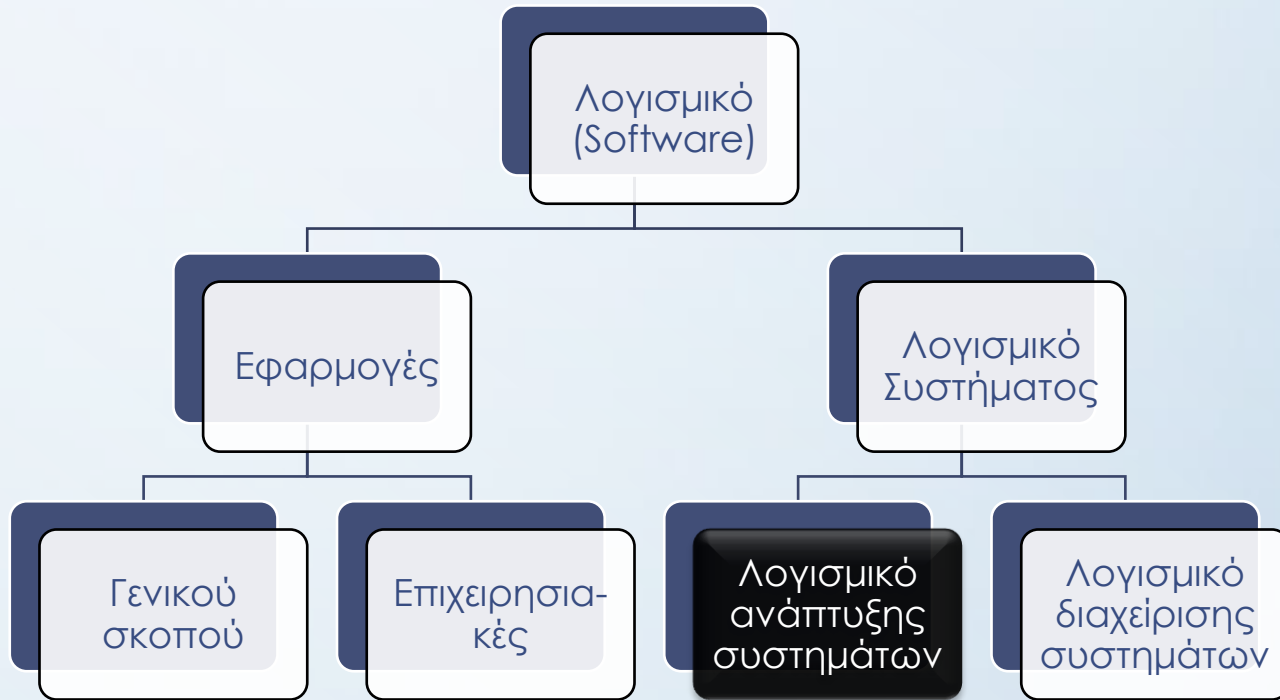 Λογισμικό
(Software)
Εφαρμογές
Λογισμικό
Συστήματος
Γενικού
σκοπού
Επιχειρησια-
κές
Λογισμικό
ανάπτυξης
συστημάτων
Λογισμικό
διαχείρισης
συστημάτων